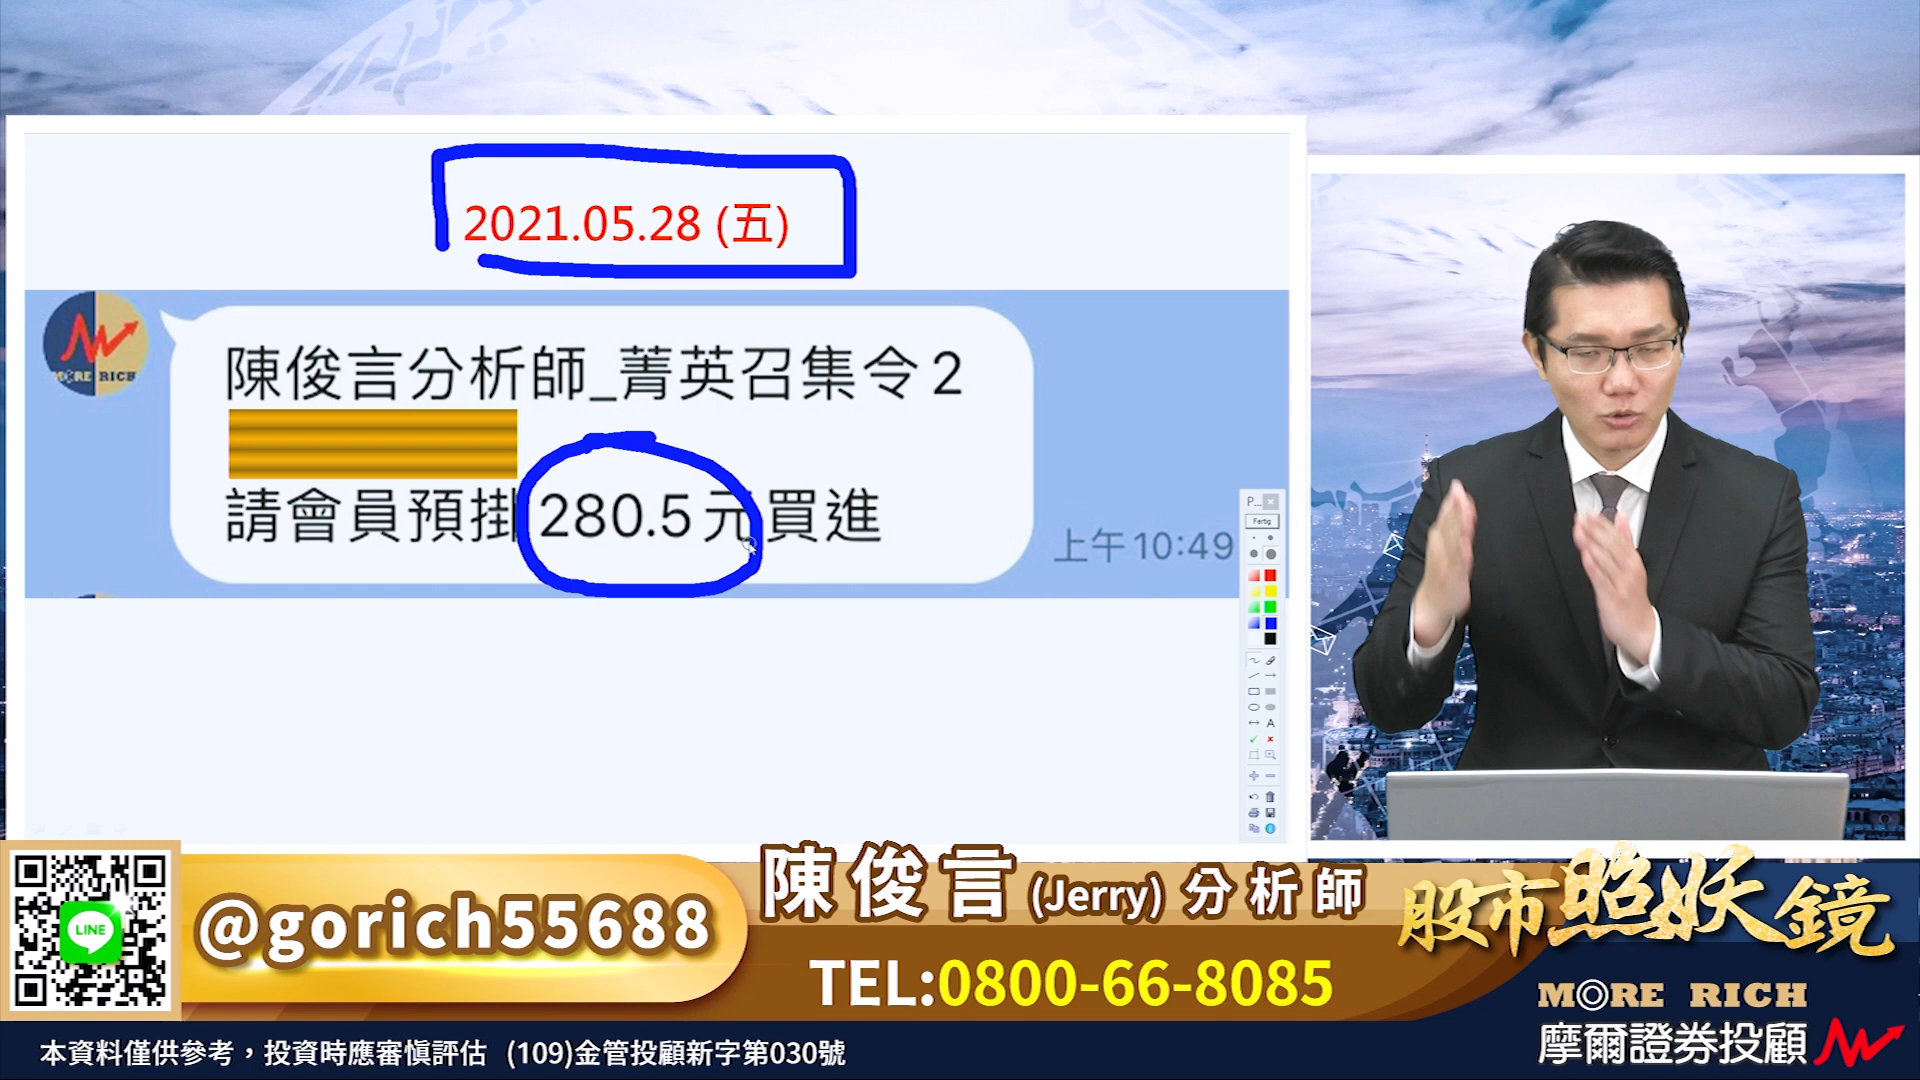 2021.05.28 (五)
MORE RICH
陳俊言分析師_菁英召集令2
請會員預掛280.5元買進
上午10:49
P...
Fertig
A
LINE
@gorich55688
陳俊言(Jerry)分析師
TEL:0800-66-8085
股市照妖鏡
MORE RICH
摩爾證券投顧
本資料僅供參考，投資時應審慎評估 (109)金管投顧新字第030號